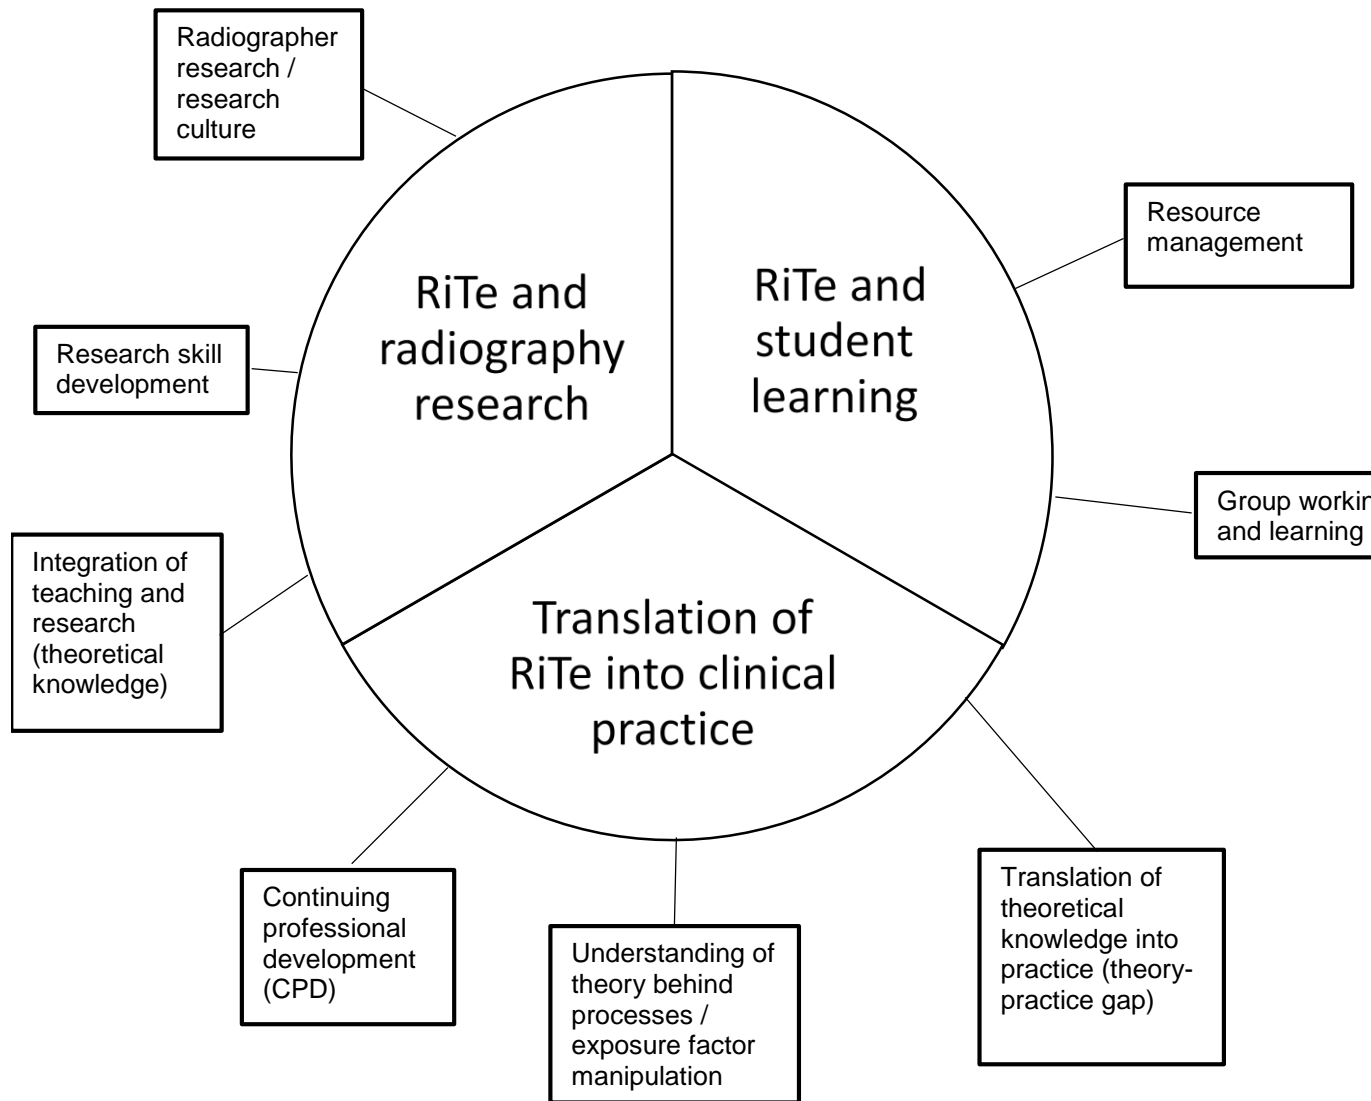 Radiographer
research /
research
culture
RiTe and
radiography
research
RiTe and
student
learning
Resource
management
Research skill
development
Group workin
and learning
Integration of
teaching and
research
(theoretical
knowledge)
Translation of
RiTe into clinical
practice
Continuing
professional
development
(CPD)
Understanding of
theory behind
processes /
exposure factor
manipulation
Translation of
theoretical
knowledge into
practice (theory-
practice gap)